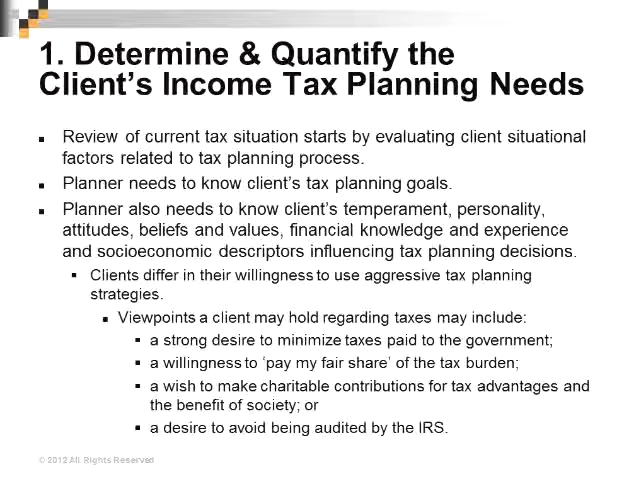 1. Determine & Quantify the
Client’s Income Tax Planning Needs
Review of current tax situation starts by evaluating client situational
factors related to tax planning process.
Planner needs to know client’s tax planning goals.
Planner also needs to know client’s temperament, personality,
attitudes, beliefs and values, financial knowledge and experience
and socioeconomic descriptors influencing tax planning decisions.
Clients differ in their willingness to use aggressive tax planning
strategies.
Viewpoints a client may hold regarding taxes may include:
a strong desire to minimize taxes paid to the government;
a willingness to ‘pay my fair share’ of the tax burden;
a wish to make charitable contributions for tax advantages and
the benefit of society; or
a desire to avoid being audited by the IRS.
© 2012 All Rights Reserved